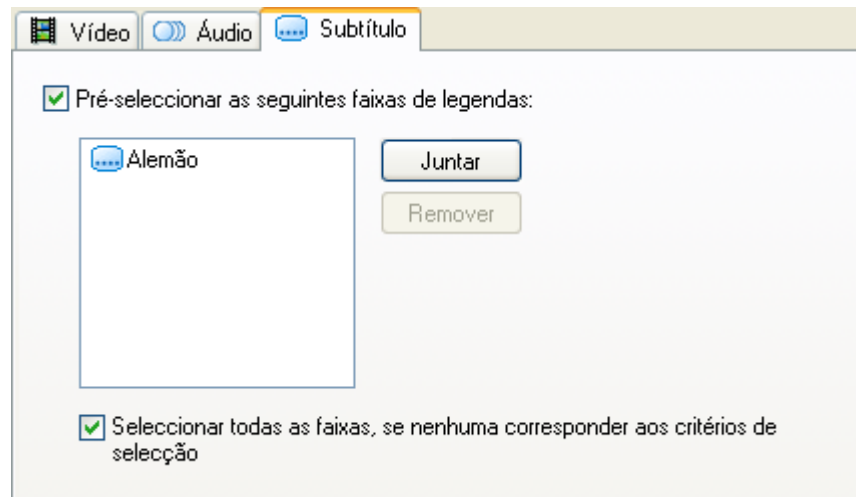 Vídeo Áudio Subtítulo
Pré-seleccionar as seguintes faixas de legendas:
Alemão
Juntar
Remover
Seleccionar todas as faixas, se nenhuma corresponder aos critérios de
selecção